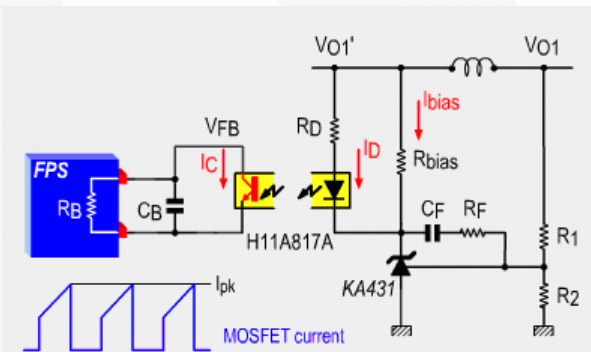 VO1'
VO1
Ibias
VFB
RD
ID
Rbias
FPS
IC
RB
CB
CF
RF
H11A817A
R1
KA431
R2
Ipk
MOSFET current